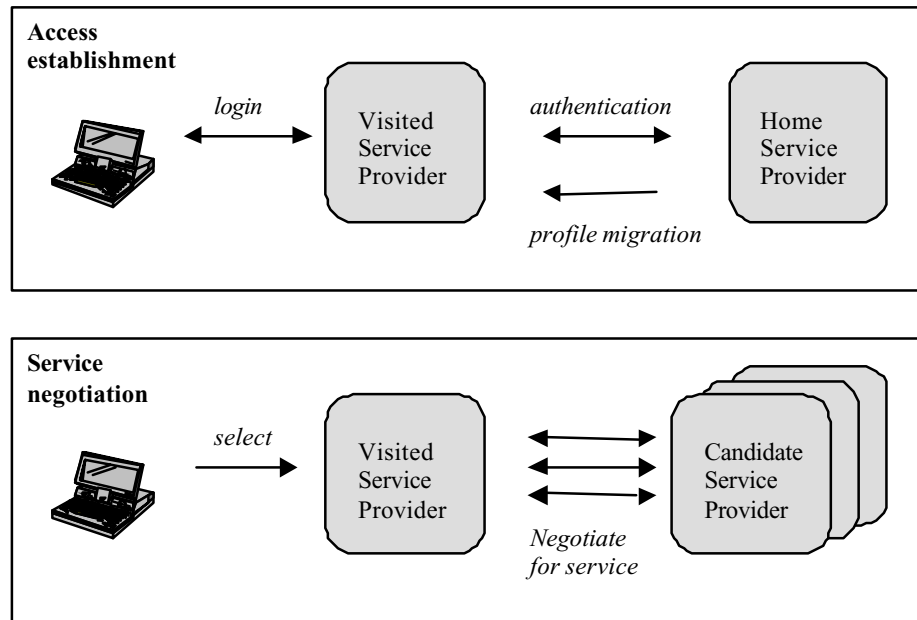 Access
establishment
login
Visited
Service
Provider
authentication
profile migration
Home
Service
Provider
Service
negotiation
select
Visited
Service
Provider
Negotiate
for service
Candidate
Service
Provider